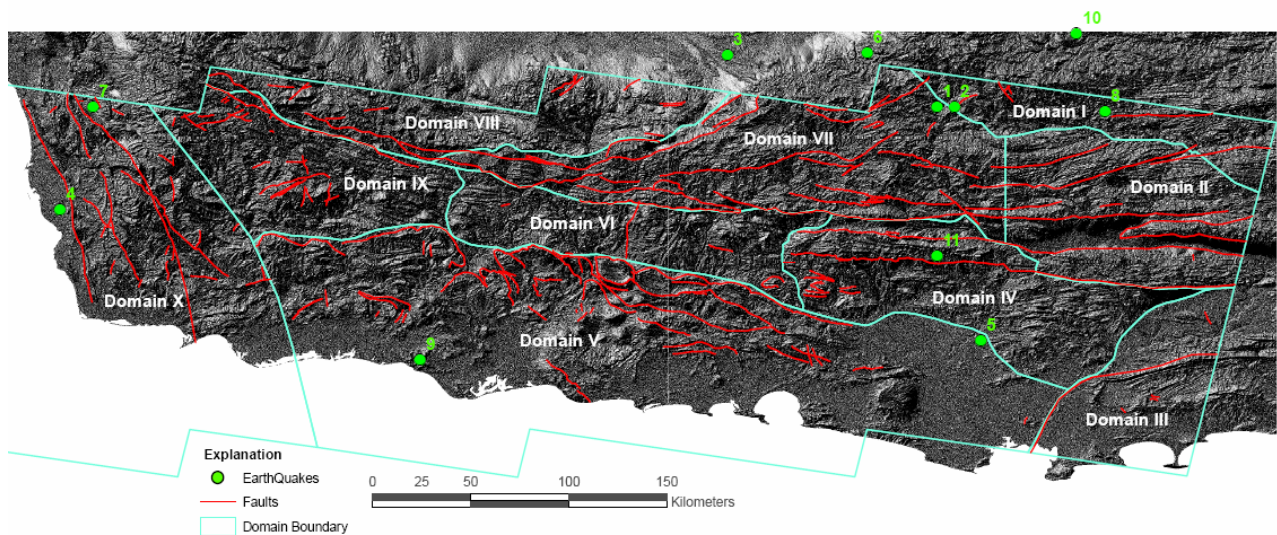 10
3
6
7
1 2
8
Domain I
Domain VIII
Domain VII
Domain IX
Domain II
4
Domain VI
11
Domain X
Domain IV
5
9
Domain V
Domain III
Explanation
EarthQuakes
Faults
Domain Boundary
0 25 50 100 150
Kilometers